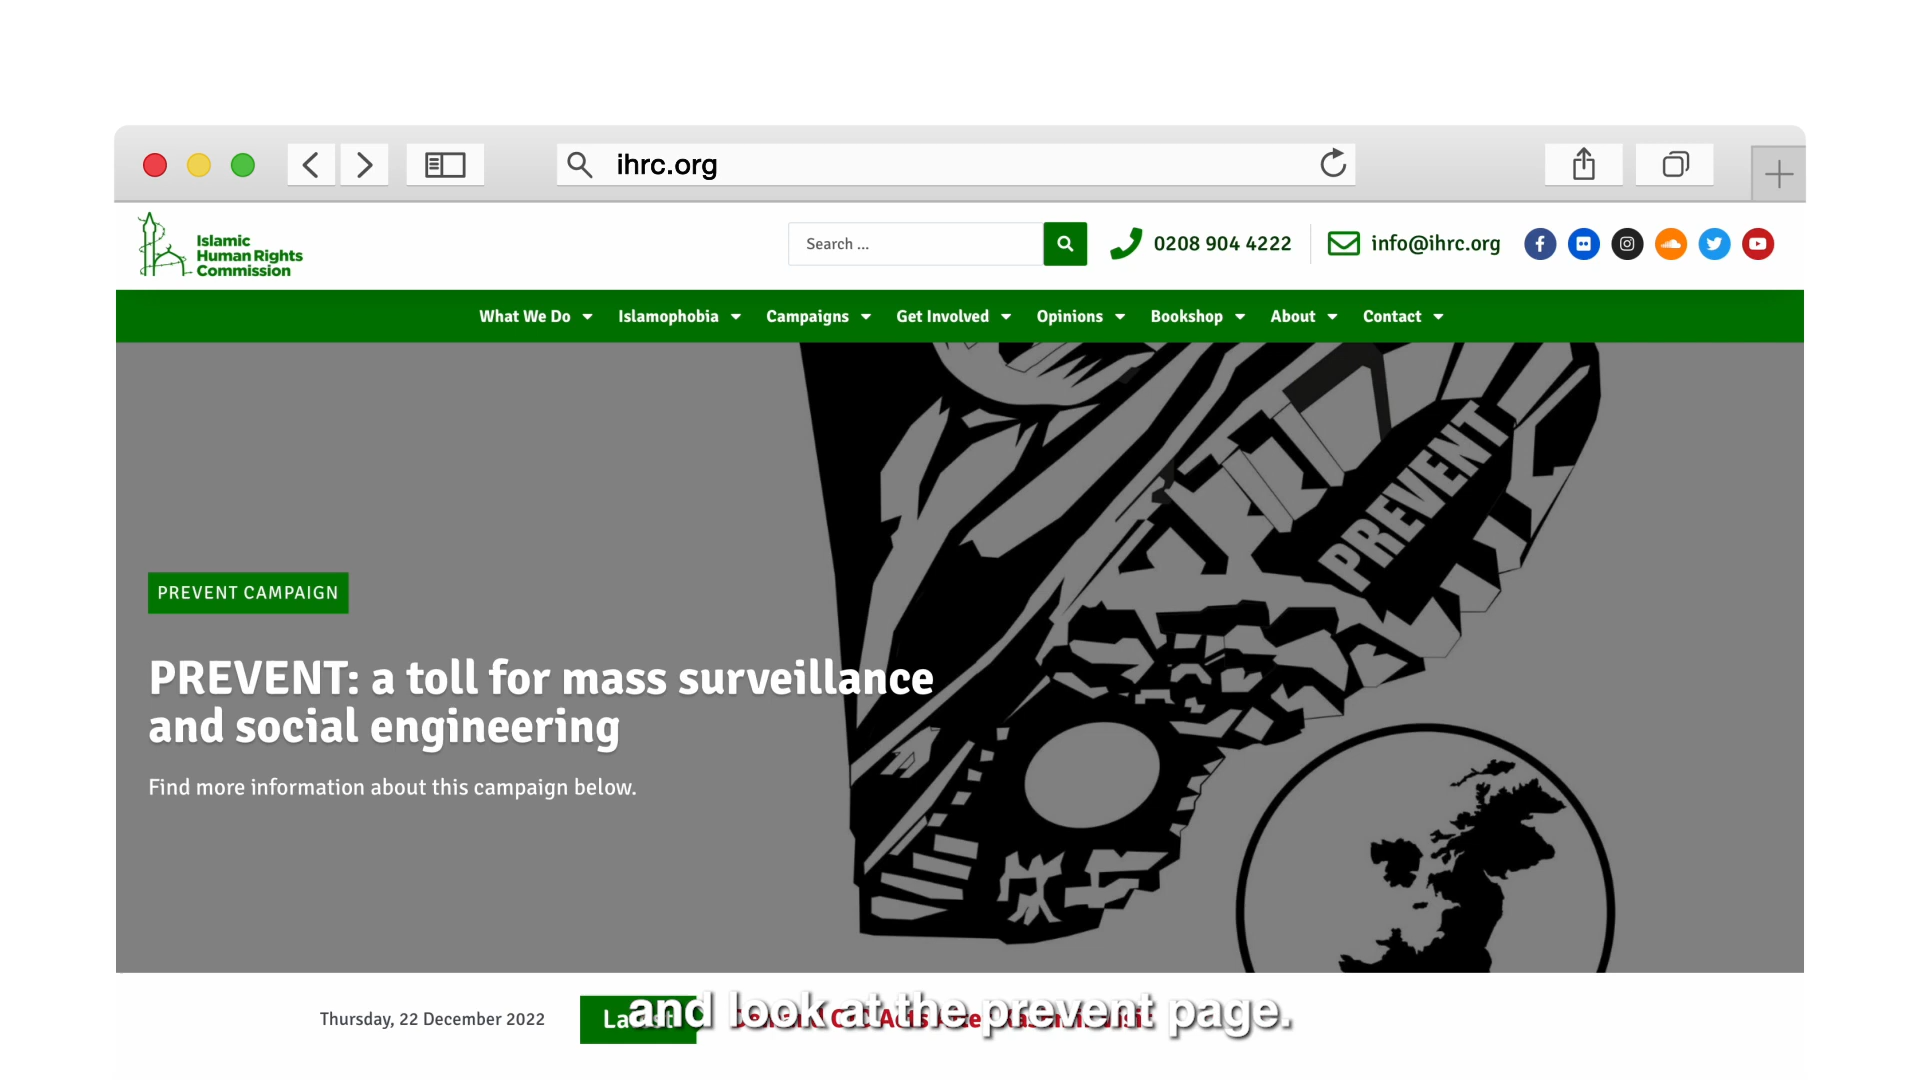 ihrc.org
Islamic
Human Rights
Commission
Search ...
0208 904 4222
info@ihrc.org
What We Do
Islamophobia
Campaigns
Get Involved
Opinions
Bookshop
About
Contact
PREVENT
PREVENT CAMPAIGN
PREVENT: a toll for mass surveillance
and social engineering
Find more information about this campaign below.
Thursday, 22 December 2022
and look at the prevent page.